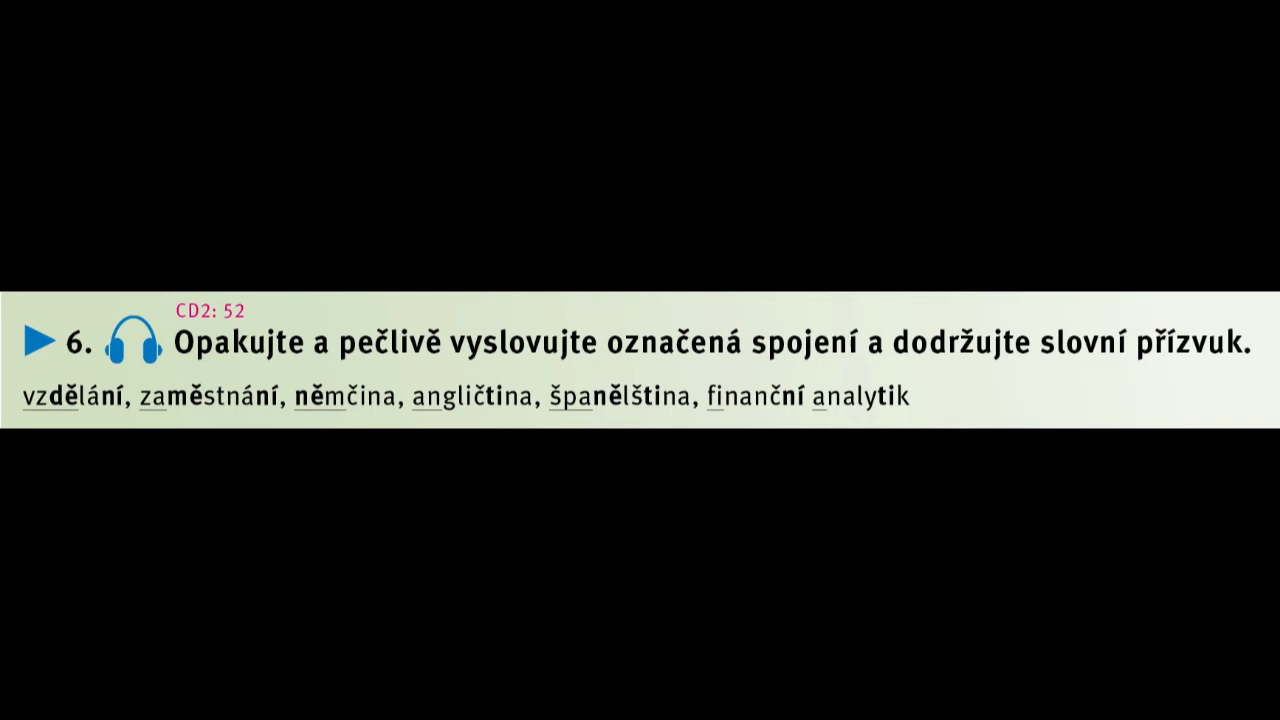 CD2: 52
6. Opakujte a pečlivě vyslovujte označená spojení a dodržujte slovní přízvuk.
vzdělání, zaměstnání, němčina, angličtina, španělština, finanční analytik